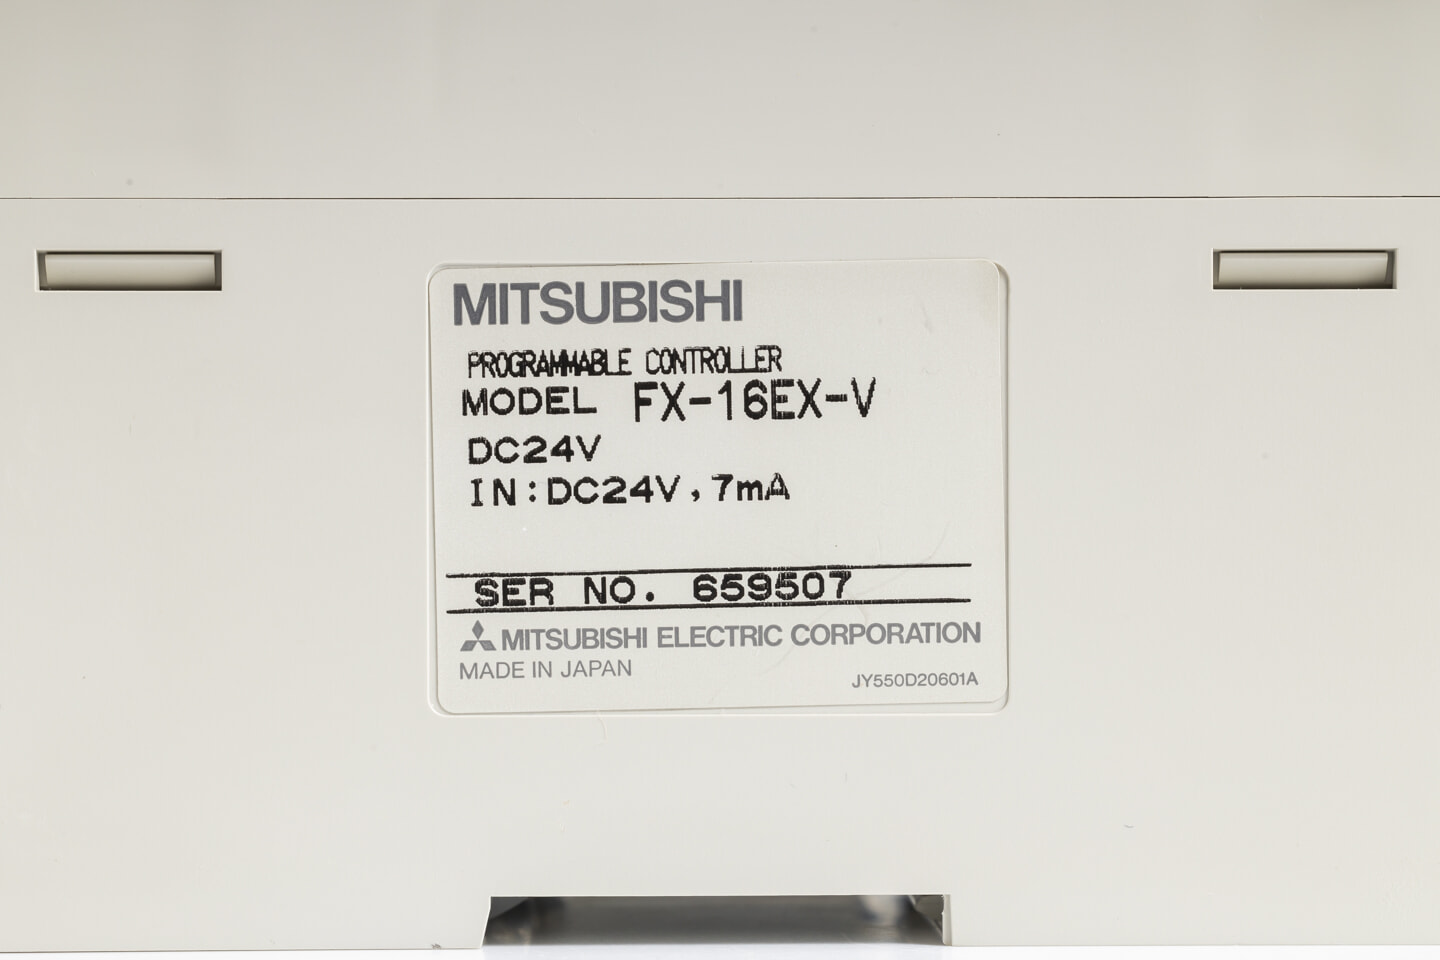 MITSUBISHI
PROGRAMMABLE CONTROLLER
MODEL FX-16EX-V
DC24V
IN:DC24V, 7mA
SER NO. 659507
MITSUBISHI ELECTRIC CORPORATION
MADE IN JAPAN
JY550D20601A